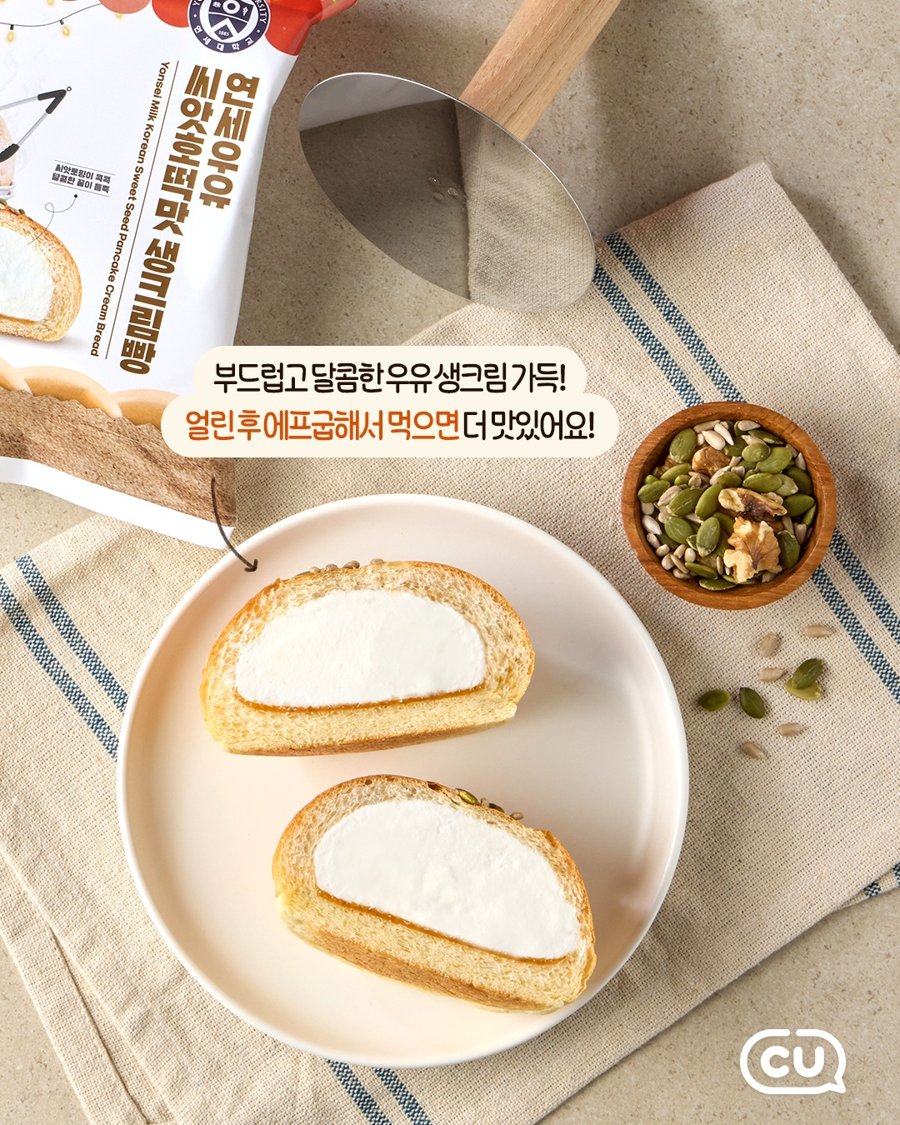 연세우유
씨앗호떡맛 생크림빵
Yonsei Milk Korean Sweet Seed pancake Cream Bread
씨앗토핑이 콕콕
달콤한 꿀이 듬뿍
부드럽고 달콤한 우유 생크림 가득!
얼린 후 에프굽해서 먹으면 더 맛있어요!
CU